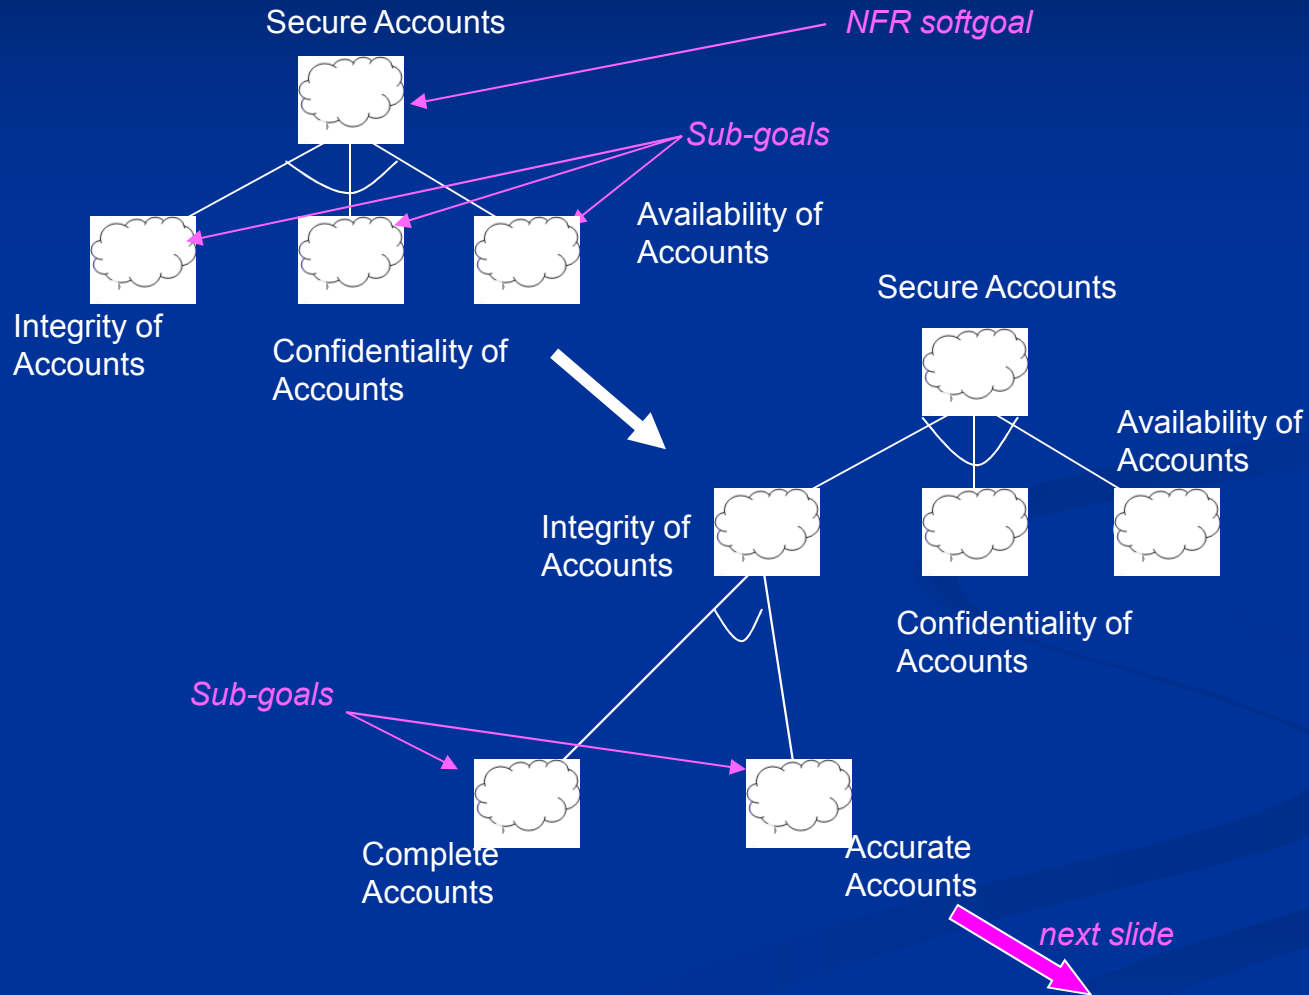 Secure Accounts
NFR softgoal
Sub-goals
Availability of
Accounts
Integrity of
Accounts
Confidentiality of
Accounts
Secure Accounts
Availability of
Accounts
Integrity of
Accounts
Confidentiality of
Accounts
Sub-goals
Complete
Accounts
Accurate
Accounts
next slide